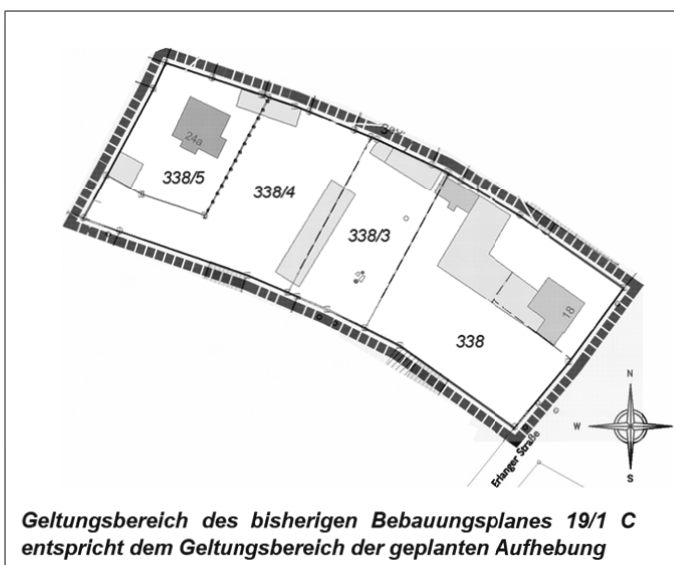 24a
338/5
338/4
338/3
338
18
N
W
S
Erlanger Straße
Geltungsbereich des bisherigen Bebauungsplanes 19/1 C
entspricht dem Geltungsbereich der geplanten Aufhebung